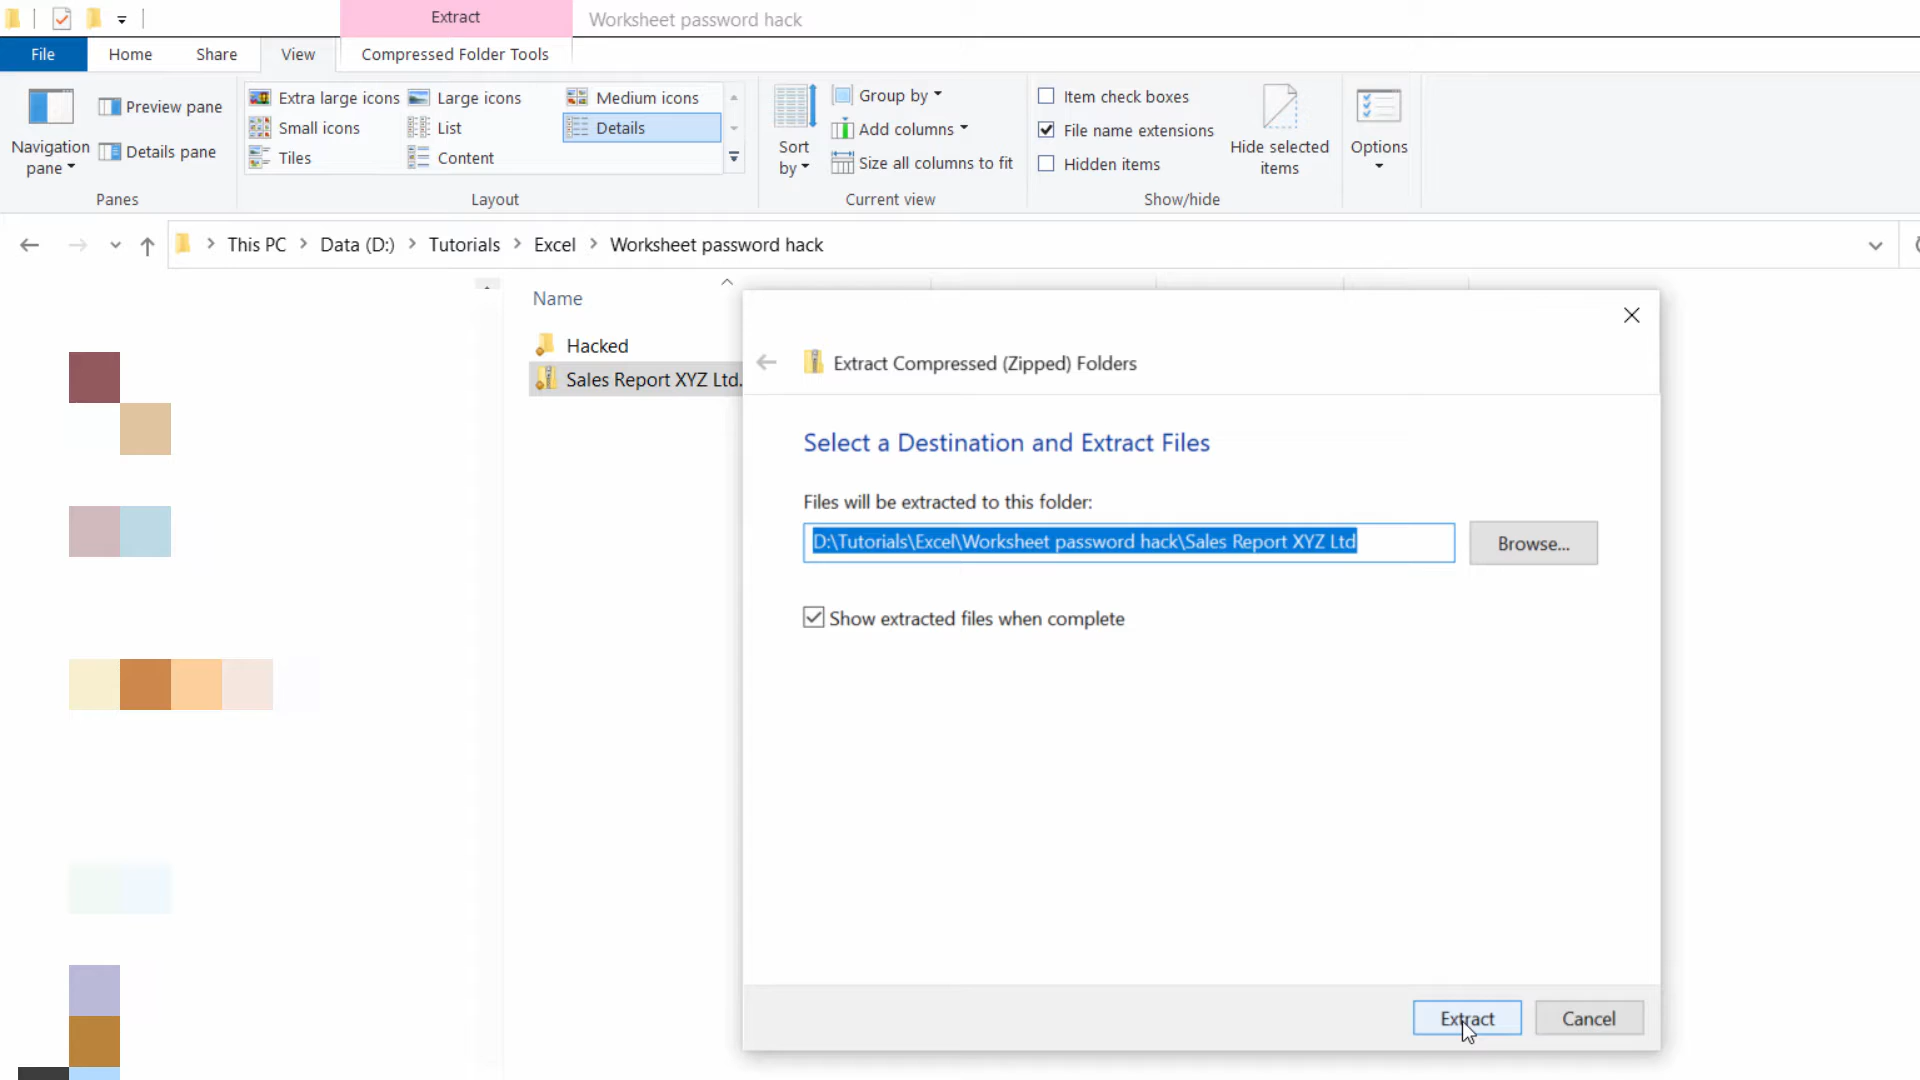 Extract
Worksheet password hack
File
Home
Share
View
Compressed Folder Tools
Navigation
pane
Preview pane
Details pane
Panes
Extra large icons
Large icons
Medium icons
Small icons
List
Details
Tiles
Content
Layout
Sort
by
Group by
Add columns
Size all columns to fit
Current view
Item check boxes
File name extensions
Hidden items
Hide selected
items
Show/hide
Options
This PC > Data (D:) > Tutorials > Excel > Worksheet password hack
Name
Hacked
Sales Report XYZ Ltd.
Extract Compressed (Zipped) Folders
Select a Destination and Extract Files
Files will be extracted to this folder:
D:\Tutorials\Excel\Worksheet password hack\Sales Report XYZ Ltd
Browse...
Show extracted files when complete
Extract
Cancel